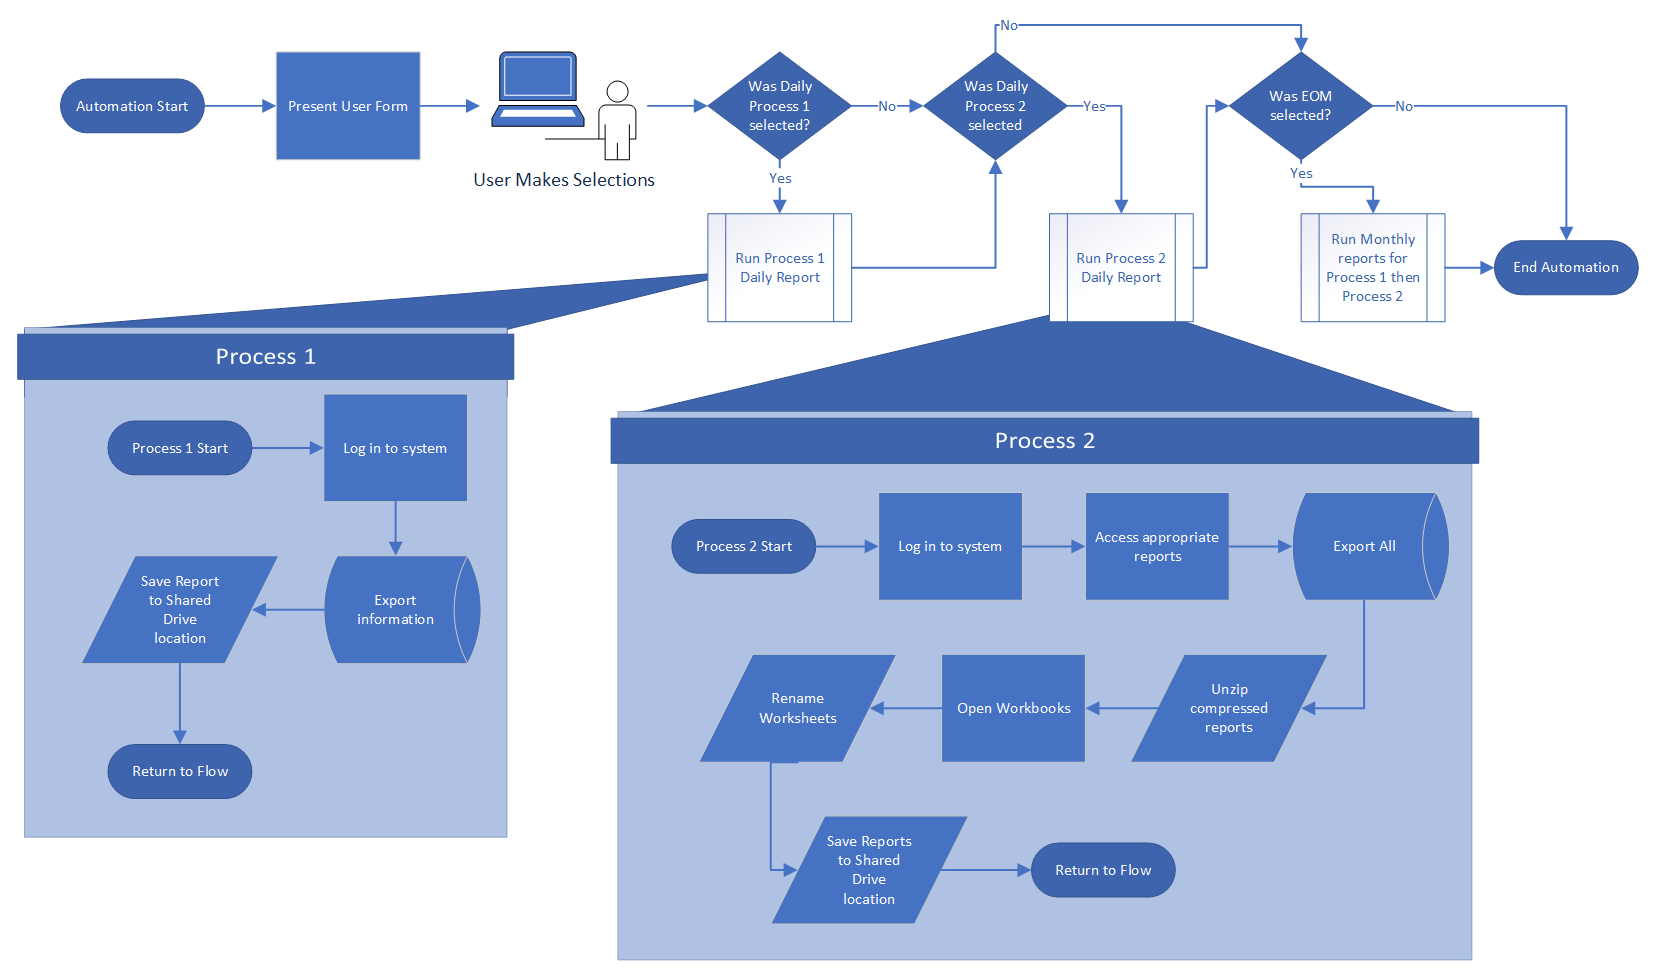 Automation Start
Present User Form
User Makes Selections
Was Daily
Process 1
selected?
No
Yes
Was Daily
Process 2
selected
No
Yes
Was EOM
selected?
No
Yes
Run Process 1
Daily Report
Run Process 2
Daily Report
Run Monthly
reports for
Process 1 then
Process 2
End Automation
Process 1
Process 1 Start
Log in to system
Export
information
Save Report
to Shared
Drive
location
Return to Flow
Process 2
Process 2 Start
Log in to system
Access appropriate
reports
Export All
Unzip
compressed
reports
Open Workbooks
Rename
Worksheets
Save Reports
to Shared
Drive
location
Return to Flow